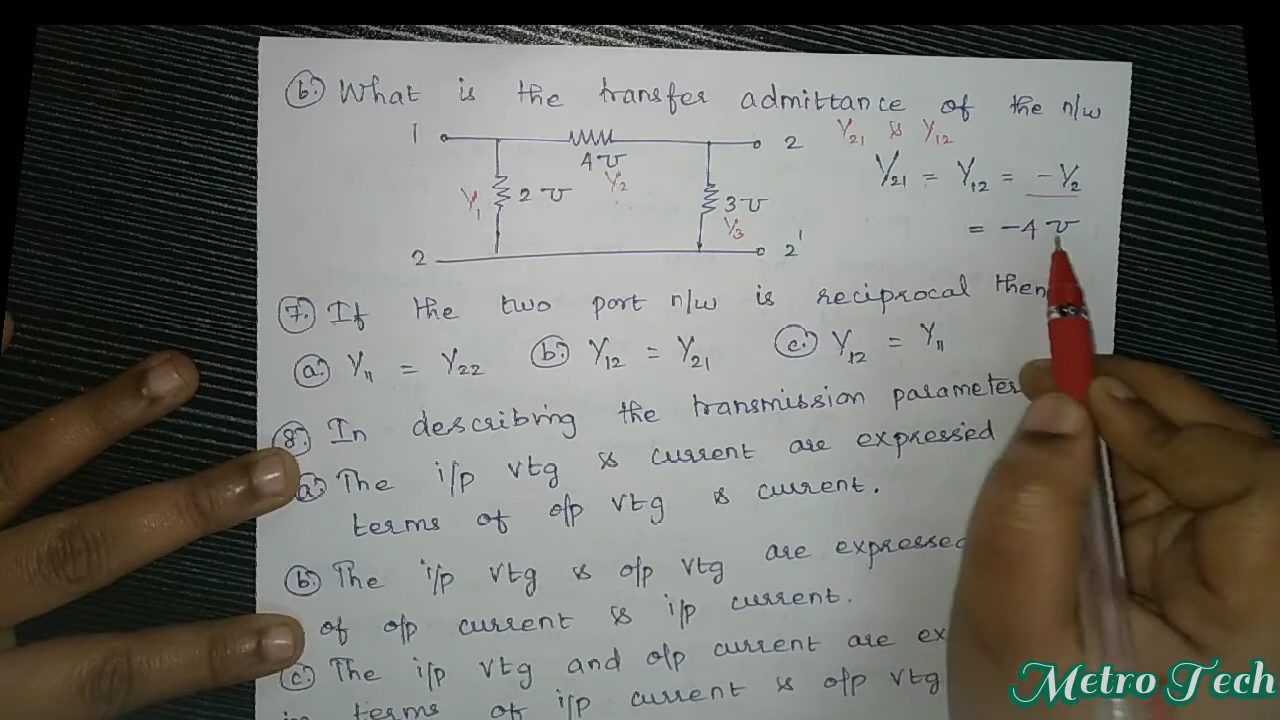 6. What is the transfer admittance of the n/w
1 2 Y21 & Y12
4 ℧
Y2
Y21 = Y12 = -Y2
Y1 2 ℧ 3 ℧
Y3
= -4 ℧
2 2'
7. If the two port n/w is reciprocal then
a. Y11 = Y22 b. Y12 = Y21 c. Y12 = Y11
8. In describing the transmission parameter
a. The i/p vtg & current are expressed
terms of o/p vtg & current.
b. The i/p vtg & o/p vtg are expressed
of o/p current & i/p current.
c. The i/p vtg and o/p current are ex
in terms of i/p current & o/p vtg
Metro Tech